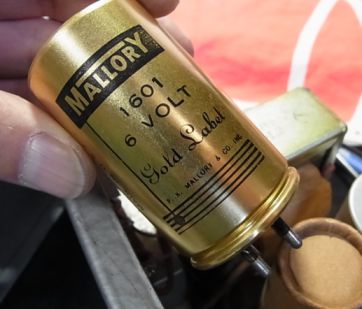 MALLORY
1601
6 VOLT
Gold Label
P. R. MALLORY & CO. INC.